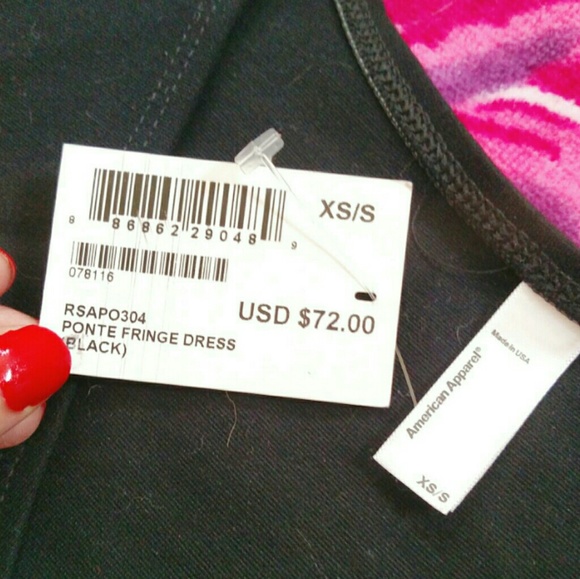 XS/S
8 86862 29048 9
078116
RSAPO304
USD $72.00
PONTE FRINGE DRESS
(BLACK)
Made in USA
American Apparel®
XS/S